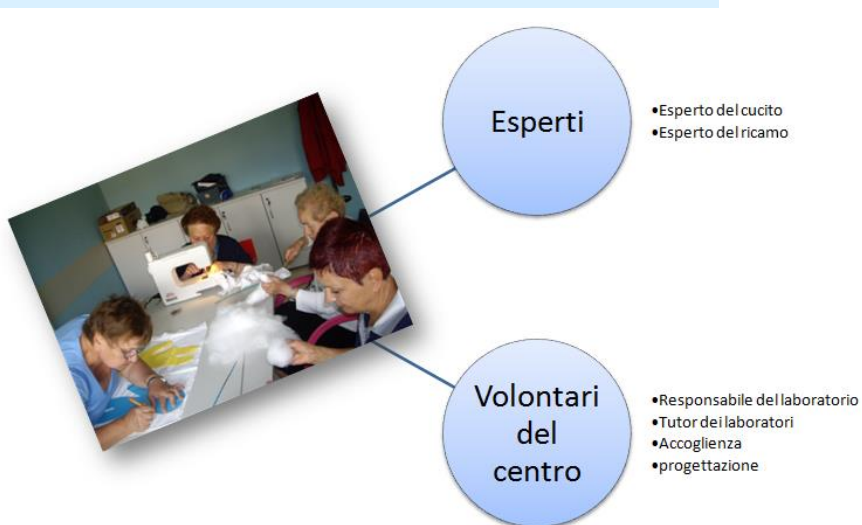 Esperti
•Esperto del cucito
•Esperto del ricamo
Volontari
del
centro
•Responsabile del laboratorio
•Tutor dei laboratori
•Accoglienza
•progettazione